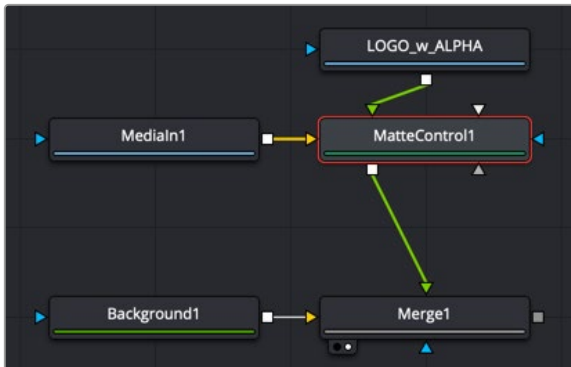 LOGO_w_ALPHA
MediaIn1
MatteControl1
Background1
Merge1